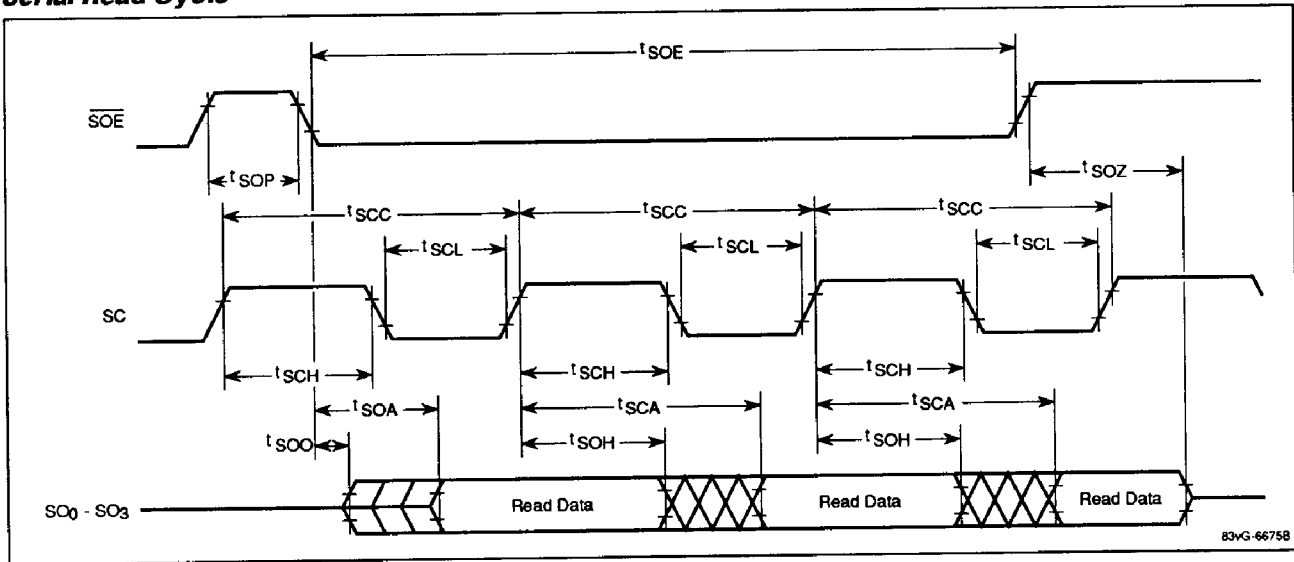 Serial Read Cycle
tSOE
SOE
tSOP
tSOZ
tSCC tSCC tSCC
tSCL tSCL tSCL
SC
tSCH tSCH tSCH
tSOA tSCA tSCA
tSOO tSOH tSOH
SO0 - SO3 Read Data Read Data Read Data
83vG-6675B